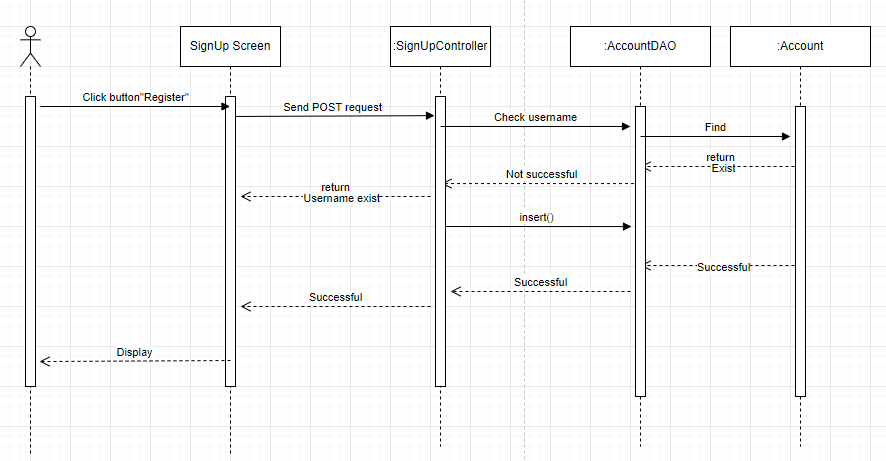 SignUp Screen
:SignUpController
:AccountDAO
:Account
Click button"Register"
Send POST request
Check username
Find
return
Exist
Not successful
return
Username exist
insert()
Successful
Successful
Successful
Display